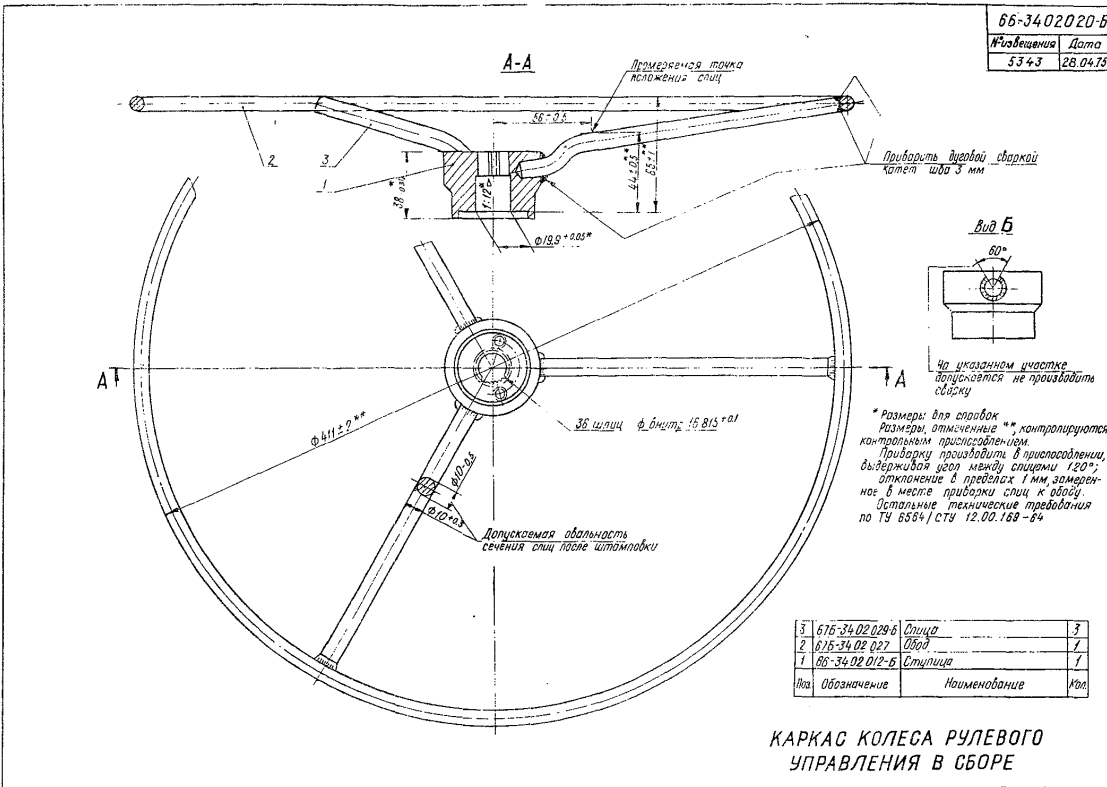 66-3402020-Б
№ извещения Дата
5343 28.04.75
А-А
Промеряемая точка
положения спиц
56±0.5
2
3
1
38**
1:12*
44±0.5**
65±1**
ф19.9+0.05*
Приварить дуговой сваркой
катет шва 3 мм
Вид Б
60°
На указанном участке
допускается не производить
сварку
А
А
ф411±2**
36 шлиц ф внутр 16.815+0.1
ф10-0.5
ф10+0.3
Допускаемая овальность
сечения спиц после штамповки
* Размеры для справок
Размеры, отмеченные **, контролируются
контрольным приспособлением.
Приварку производить в приспособлении,
выдерживая угол между спицами 120°;
отклонение в пределах 1 мм, замерен-
ное в месте приварки спиц к ободу.
Остальные технические требования
по ТУ 6564/СТУ 12.00.169-64
3 67Б-3402029-Б Спица 3
2 67Б-3402027 Обод 1
1 66-3402012-Б Ступица 1
Поз. Обозначение Наименование Кол.
КАРКАС КОЛЕСА РУЛЕВОГО
УПРАВЛЕНИЯ В СБОРЕ